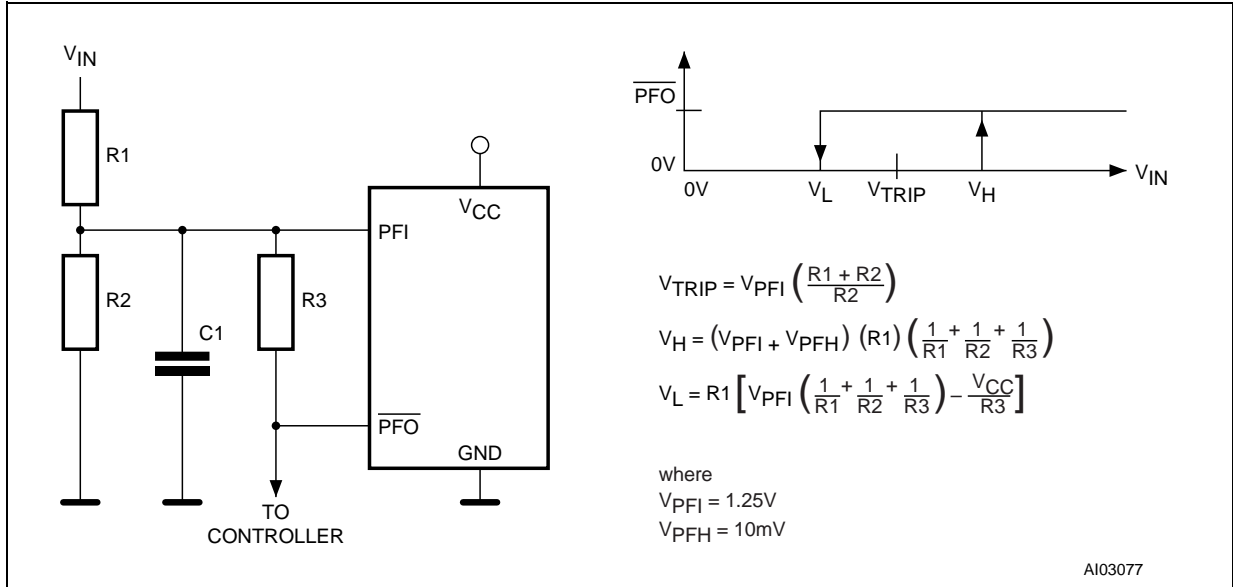 VIN
R1
R2
C1
R3
VCC
PFI
PFO
GND
TO
CONTROLLER
PFO
0V
0V
VL
VTRIP
VH
VIN
VTRIP = VPFI ( (R1 + R2) / R2 )
VH = (VPFI + VPFH) (R1) ( 1/R1 + 1/R2 + 1/R3 )
VL = R1 [ VPFI ( 1/R1 + 1/R2 + 1/R3 ) – VCC/R3 ]
where
VPFI = 1.25V
VPFH = 10mV
AI03077